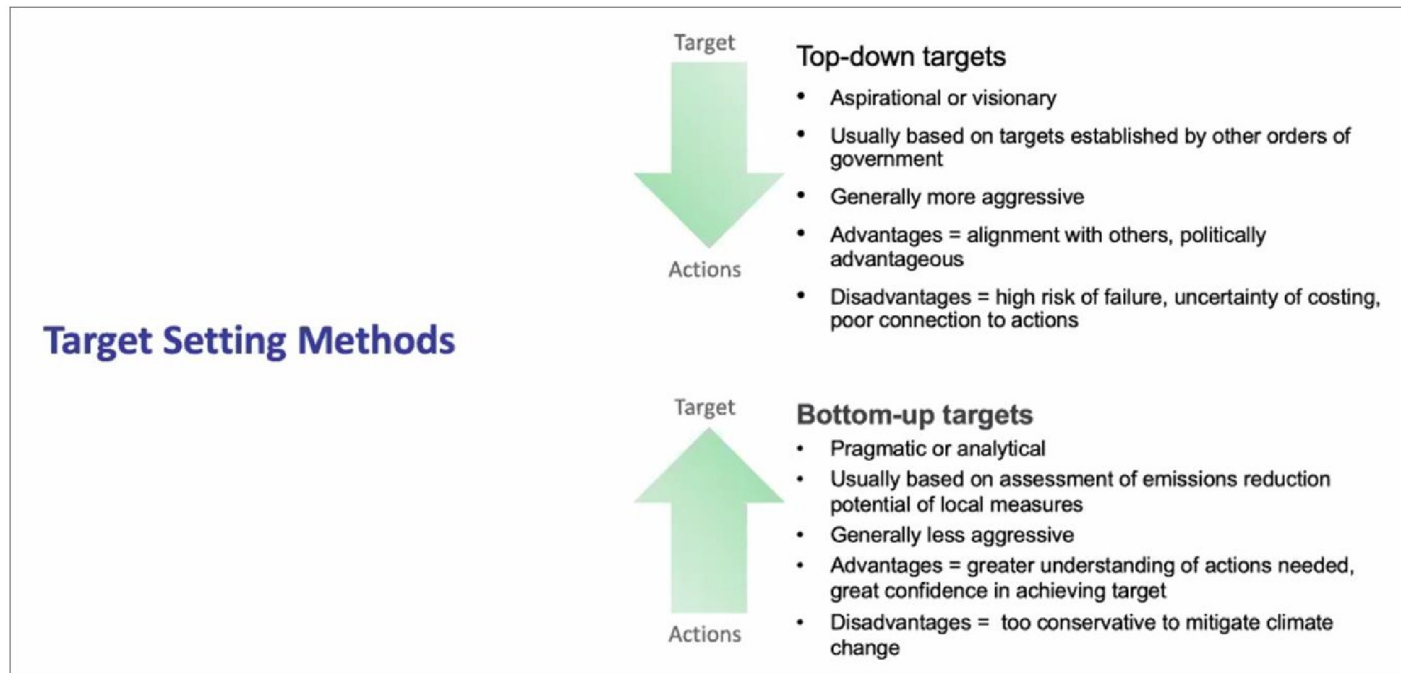 Target Setting Methods
Target
Actions
Top-down targets
• Aspirational or visionary
• Usually based on targets established by other orders of
government
• Generally more aggressive
• Advantages = alignment with others, politically
advantageous
• Disadvantages = high risk of failure, uncertainty of costing,
poor connection to actions
Target
Actions
Bottom-up targets
• Pragmatic or analytical
• Usually based on assessment of emissions reduction
potential of local measures
• Generally less aggressive
• Advantages = greater understanding of actions needed,
great confidence in achieving target
• Disadvantages = too conservative to mitigate climate
change